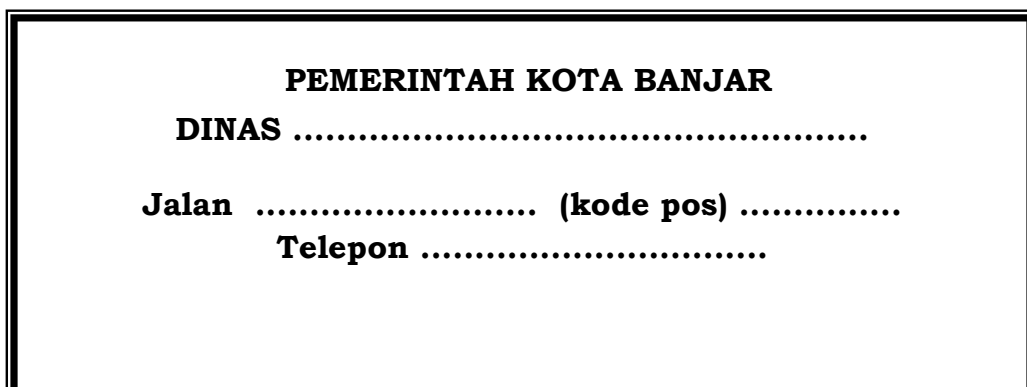 PEMERINTAH KOTA BANJAR
DINAS .....................................................
Jalan .......................... (kode pos) ...............
Telepon ................................